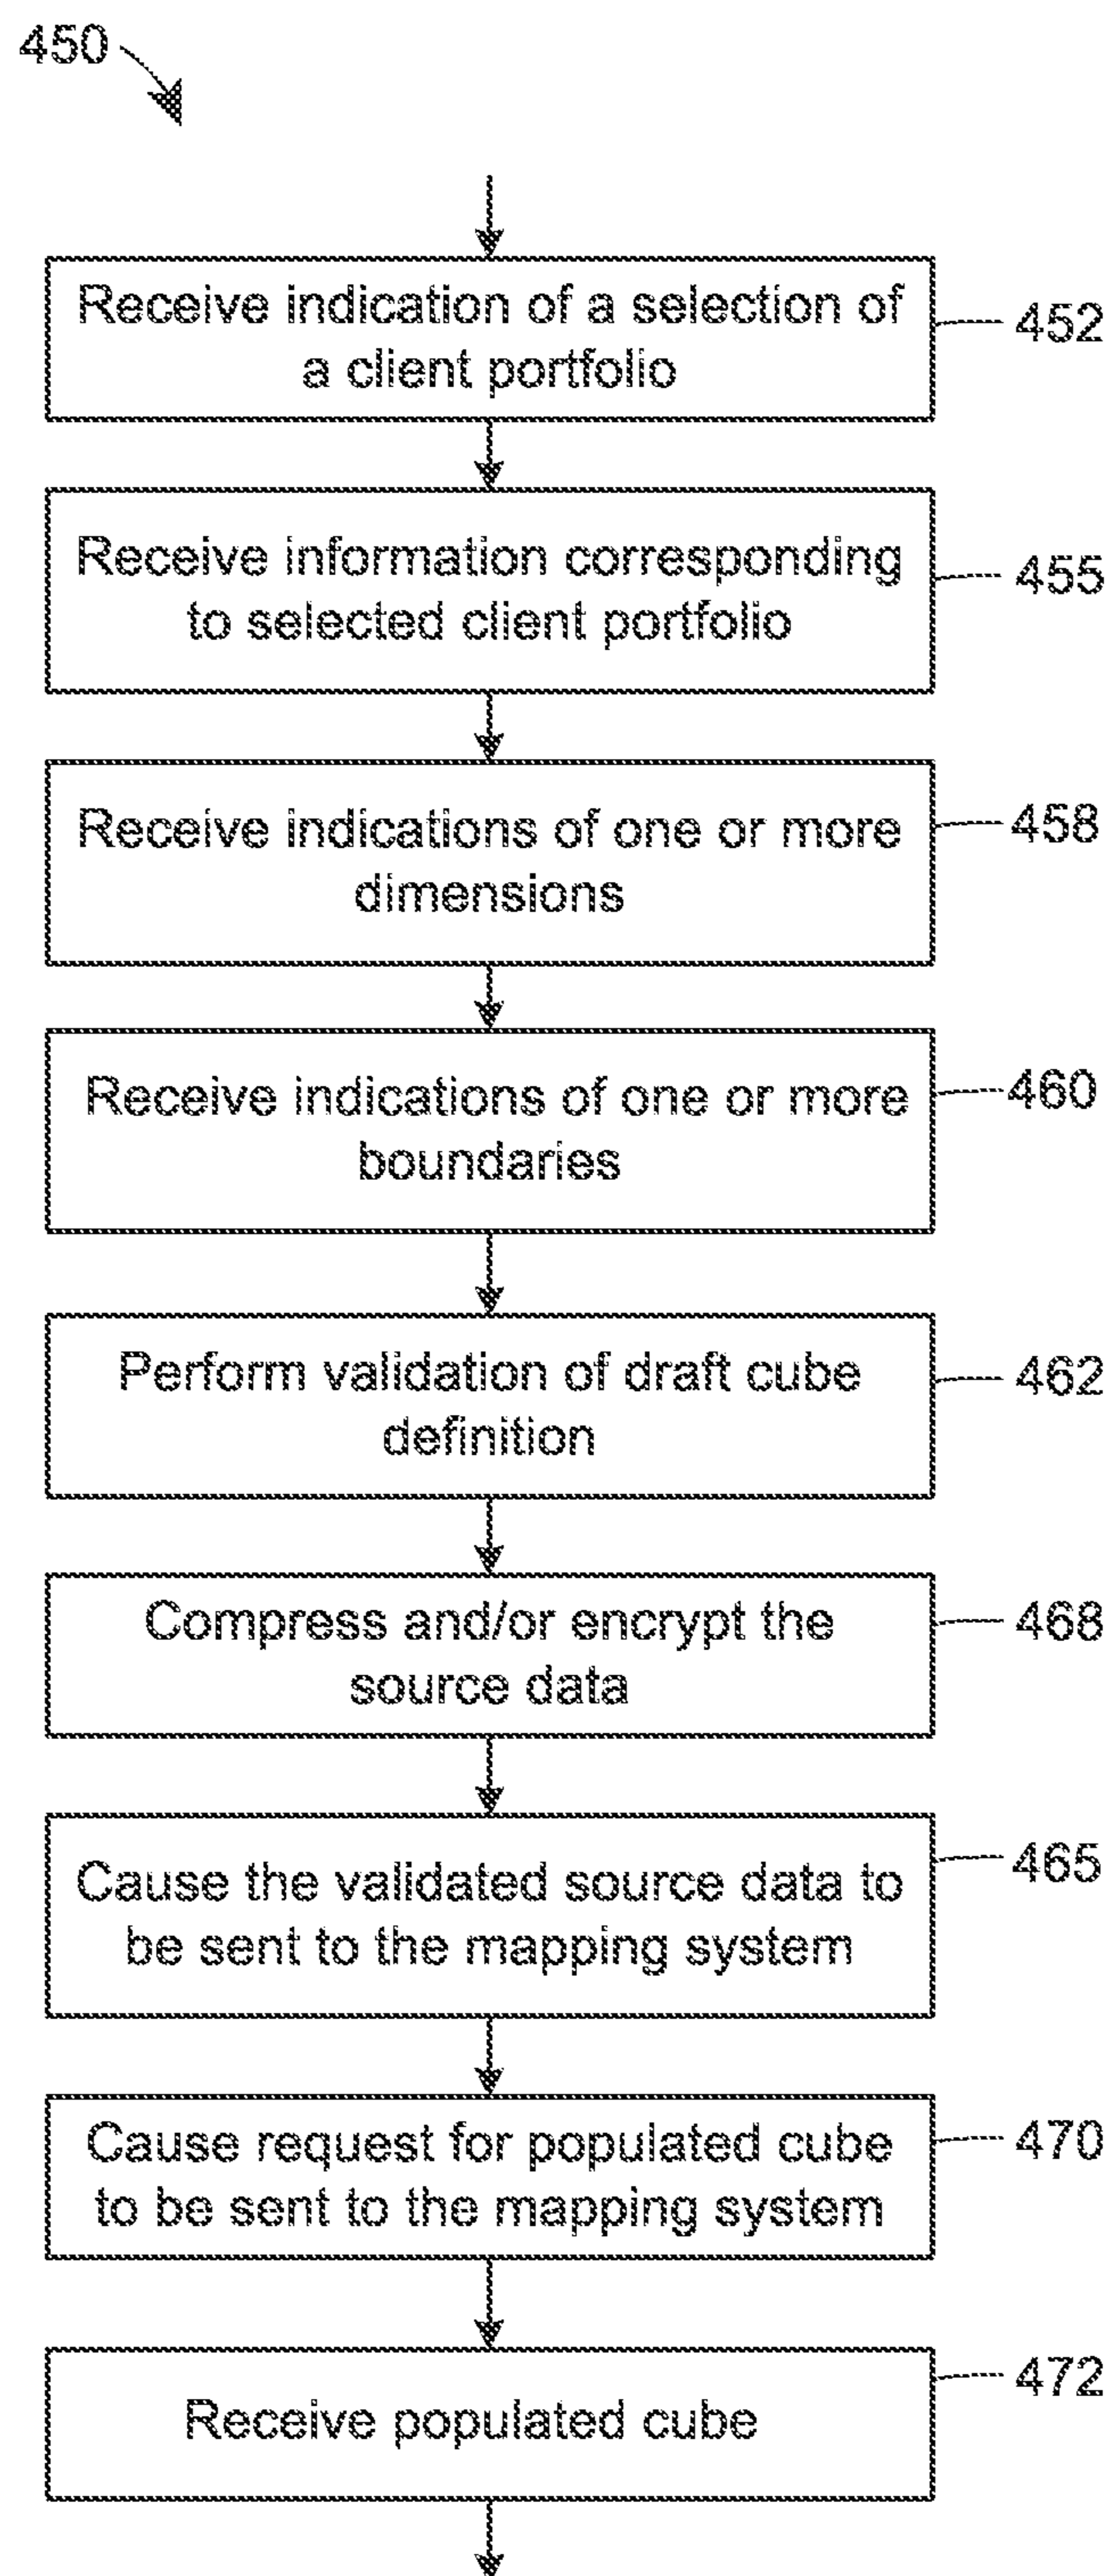 450
Receive indication of a selection of
a client portfolio
452
Receive information corresponding
to selected client portfolio
455
Receive indications of one or more
dimensions
458
Receive indications of one or more
boundaries
460
Perform validation of draft cube
definition
462
Compress and/or encrypt the
source data
468
Cause the validated source data to
be sent to the mapping system
465
Cause request for populated cube
to be sent to the mapping system
470
Receive populated cube
472